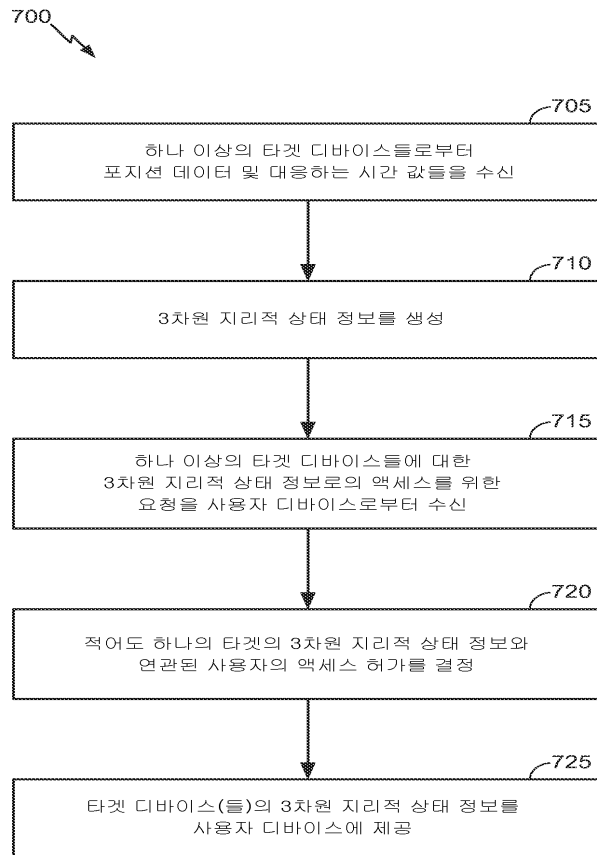 700
705
하나 이상의 타겟 디바이스들로부터
포지션 데이터 및 대응하는 시간 값들을 수신
710
3차원 지리적 상태 정보를 생성
715
하나 이상의 타겟 디바이스들에 대한
3차원 지리적 상태 정보로의 액세스를 위한
요청을 사용자 디바이스로부터 수신
720
적어도 하나의 타겟의 3차원 지리적 상태 정보와
연관된 사용자의 액세스 허가를 결정
725
타겟 디바이스(들)의 3차원 지리적 상태 정보를
사용자 디바이스에 제공